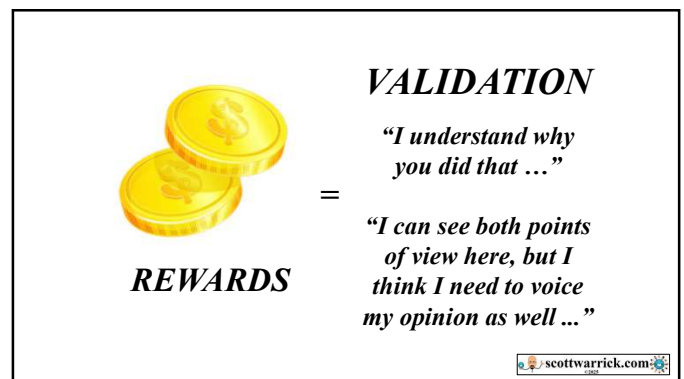 VALIDATION
“I understand why
you did that …”
=
“I can see both points
of view here, but I
think I need to voice
my opinion as well ...”
REWARDS
$
$
scottwarrick.com
©2025